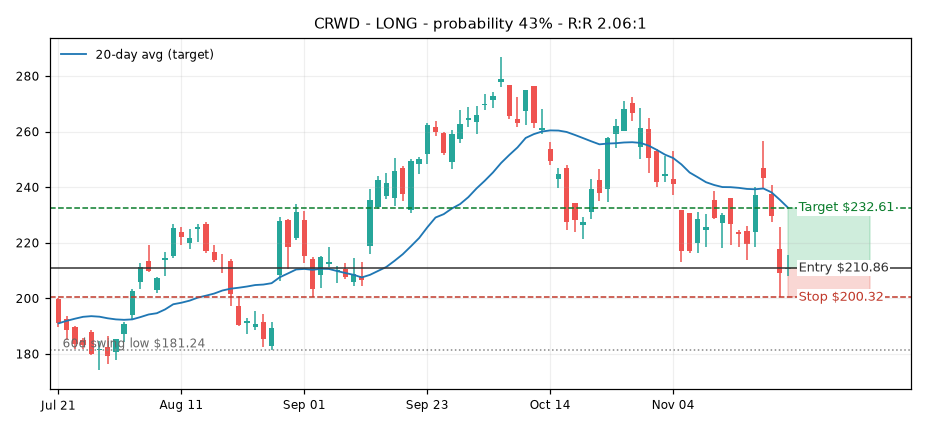 CRWD - LONG - probability 43% - R:R 2.06:1
20-day avg (target)
280
260
240
220
200
180
Target $232.61
Entry $210.86
Stop $200.32
60d swing low $181.24
Jul 21
Aug 11
Sep 01
Sep 23
Oct 14
Nov 04